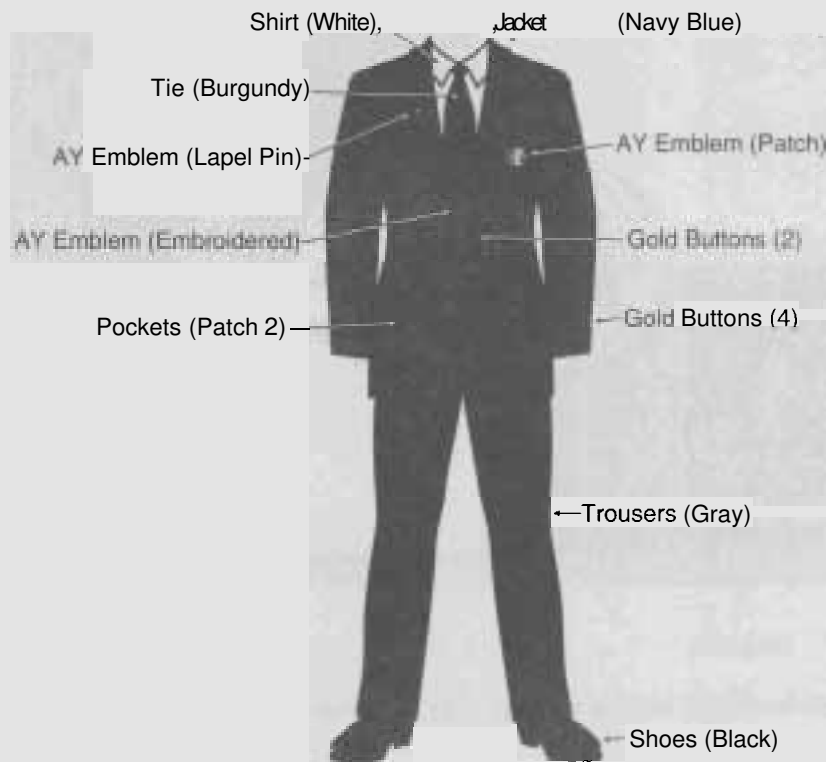 Shirt (White), ,Jacket (Navy Blue)
Tie (Burgundy)
AY Emblem (Lapel Pin)
AY Emblem (Patch)
AY Emblem (Embroidered)
Gold Buttons (2)
Pockets (Patch 2)
Gold Buttons (4)
Trousers (Gray)
Shoes (Black)